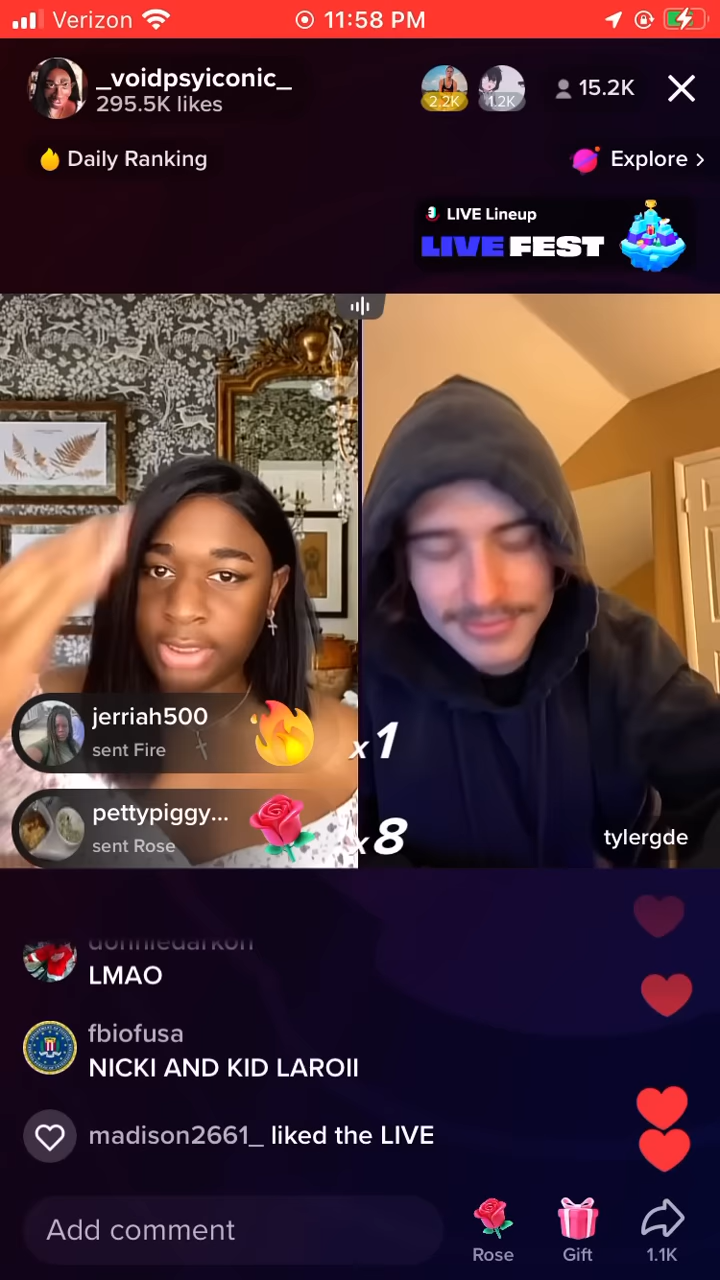 Verizon 11:58 PM
_voidpsyiconic_
295.5K likes
2.2K
1.2K
15.2K
Daily Ranking
Explore >
LIVE Lineup
LIVE FEST
jerriah500
sent Fire
x1
pettypiggy...
sent Rose
x8
tylergde
donniedarkon
LMAO
fbiofusa
NICKI AND KID LAROII
madison2661_ liked the LIVE
Add comment
Rose
Gift
1.1K